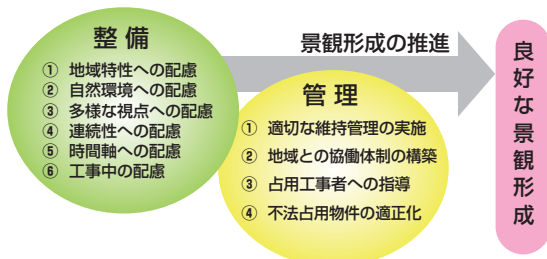 整備
① 地域特性への配慮
② 自然環境への配慮
③ 多様な視点への配慮
④ 連続性への配慮
⑤ 時間軸への配慮
⑥ 工事中の配慮
景観形成の推進
管理
① 適切な維持管理の実施
② 地域との協働体制の構築
③ 占用工事者への指導
④ 不法占用物件の適正化
良好な景観形成